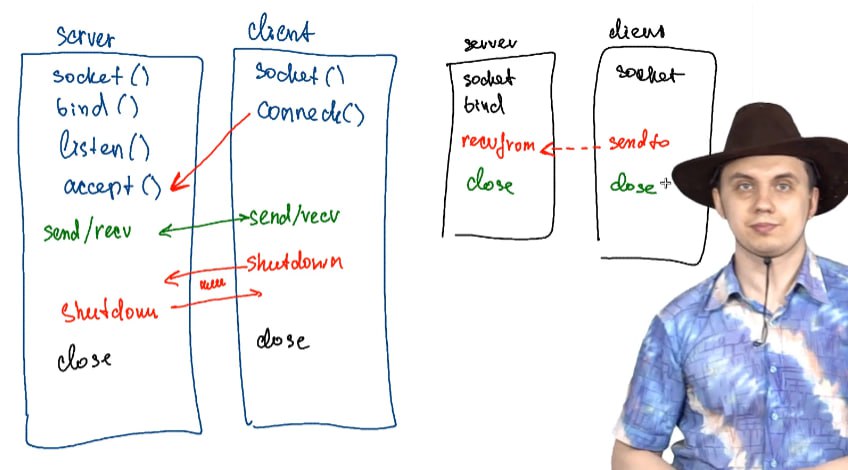 server
socket()
bind()
listen()
accept()
send/recv
shutdown
close
client
socket()
connect()
send/recv
shutdown
close
server
socket
bind
recvfrom
close
client
socket
sendto
close